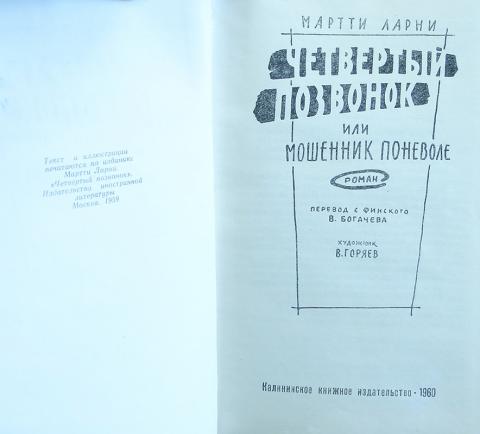 Текст и иллюстрации
печатаются по изданию:
Мартти Ларни.
«Четвертый позвонок».
Издательство иностранной
литературы
Москва, 1959
МАРТТИ ЛАРНИ
ЧЕТВЕРТЫЙ
ПОЗВОНОК
ИЛИ
МОШЕННИК ПОНЕВОЛЕ
РОМАН
ПЕРЕВОД С ФИНСКОГО
В. БОГАЧЕВА
ХУДОЖНИК
В. ГОРЯЕВ
Калининское книжное издательство · 1960